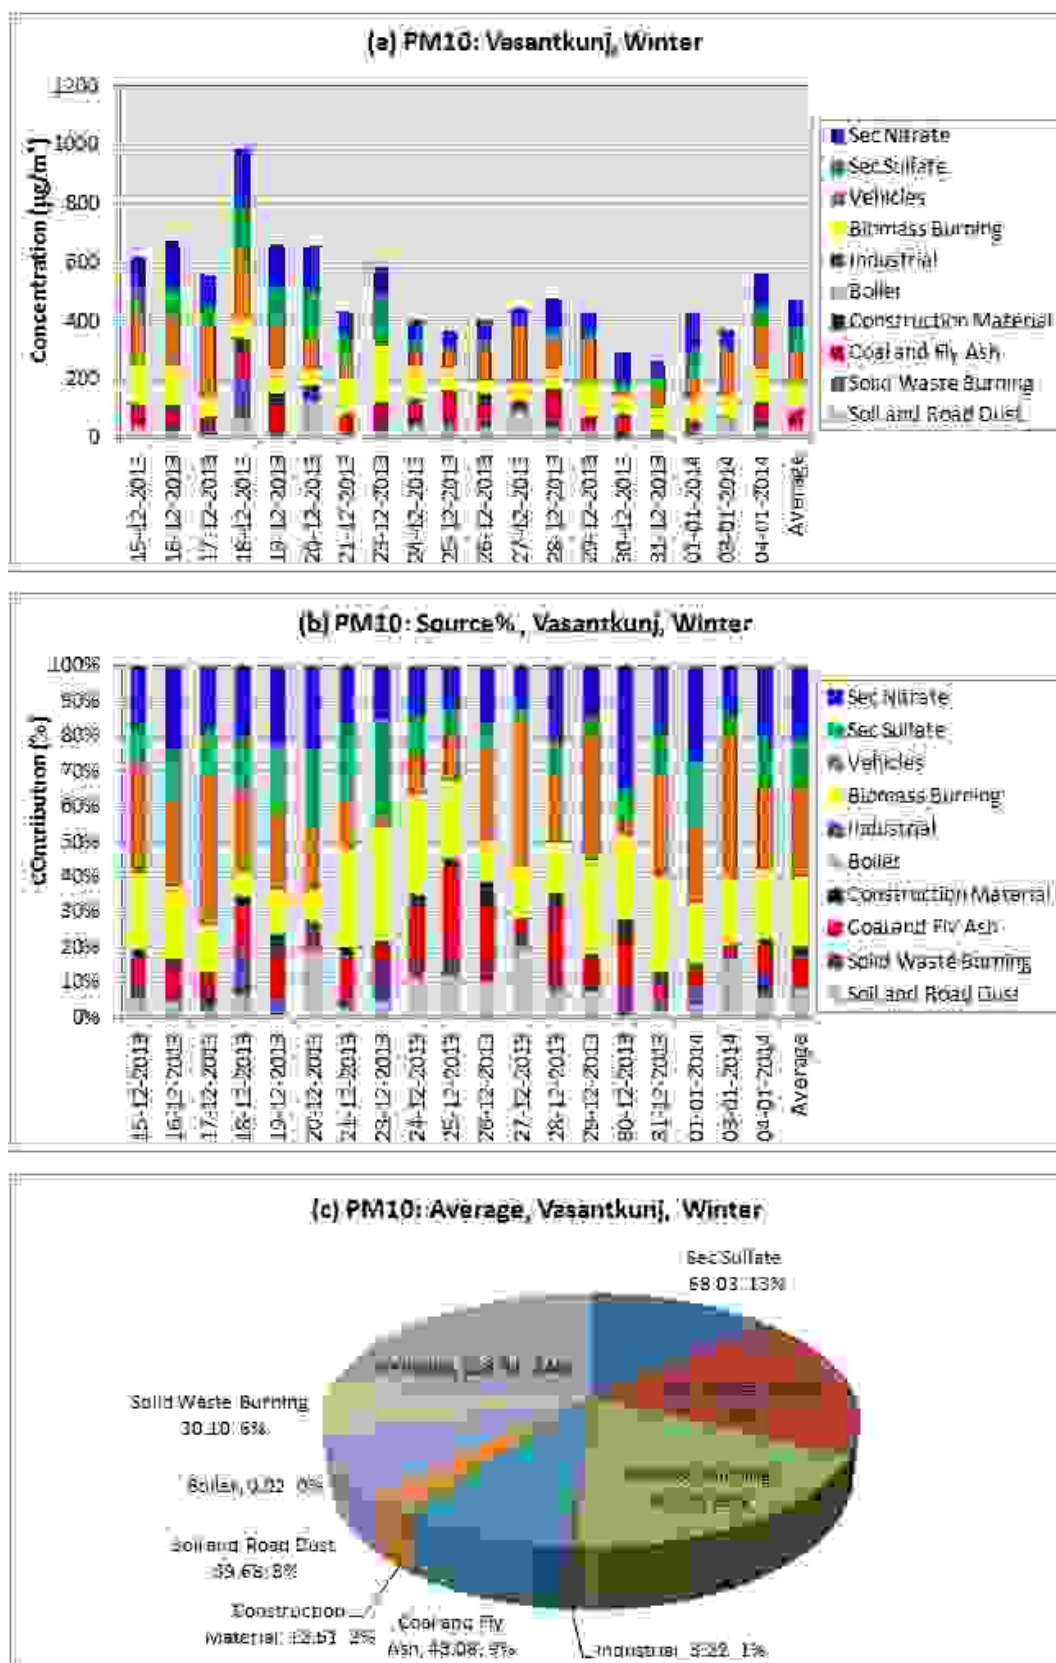 (a) PM10: Vasantkunj, Winter
Concentration (µg/m³)
1200
1000
800
600
400
200
0
Sec Nitrate
Sec Sulfate
Vehicles
Biomass Burning
Industrial
Boiler
Construction Material
Coal and Fly Ash
Solid Waste Burning
Soil and Road Dust
15-12-2013
16-12-2013
17-12-2013
18-12-2013
19-12-2013
20-12-2013
21-12-2013
23-12-2013
24-12-2013
25-12-2013
26-12-2013
27-12-2013
28-12-2013
29-12-2013
30-12-2013
31-12-2013
01-01-2014
03-01-2014
04-01-2014
Average
(b) PM10: Source%, Vasantkunj, Winter
COntribution (%)
100%
90%
80%
70%
60%
50%
40%
30%
20%
10%
0%
Sec Nitrate
Sec Sulfate
Vehicles
Biomass Burning
Industrial
Boiler
Construction Material
Coal and Fly Ash
Solid Waste Burning
Soil and Road Dust
15-12-2013
16-12-2013
17-12-2013
18-12-2013
19-12-2013
20-12-2013
21-12-2013
23-12-2013
24-12-2013
25-12-2013
26-12-2013
27-12-2013
28-12-2013
29-12-2013
30-12-2013
31-12-2013
01-01-2014
03-01-2014
04-01-2004
Average
(c) PM10: Average, Vasantkunj, Winter
Sec Sulfate
13%
Solid Waste Burning
30.10, 6%
Boiler, 0.02, 0%
Soil and Road Dust
39.68, 8%
Construction
Material, 2%
Coal and Fly
Ash, 43.08, 9%
Industrial, 1%